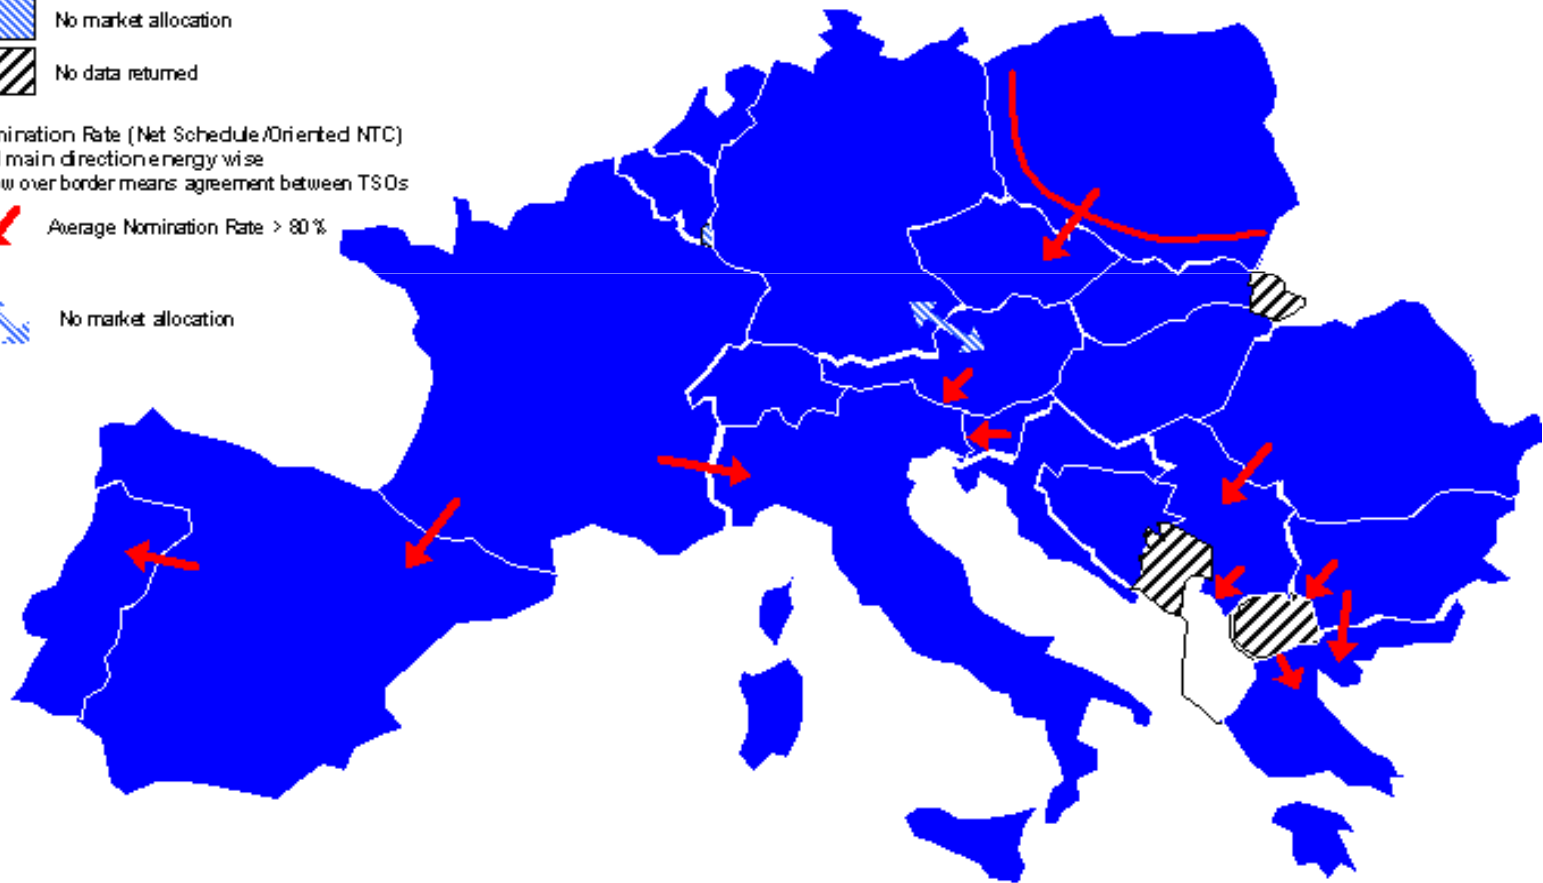 No market allocation
No data returned
mination Rate (Net Schedule/Oriented NTC)
main direction energy wise
w over border means agreement between TSOs
Average Nomination Rate > 80%
No market allocation